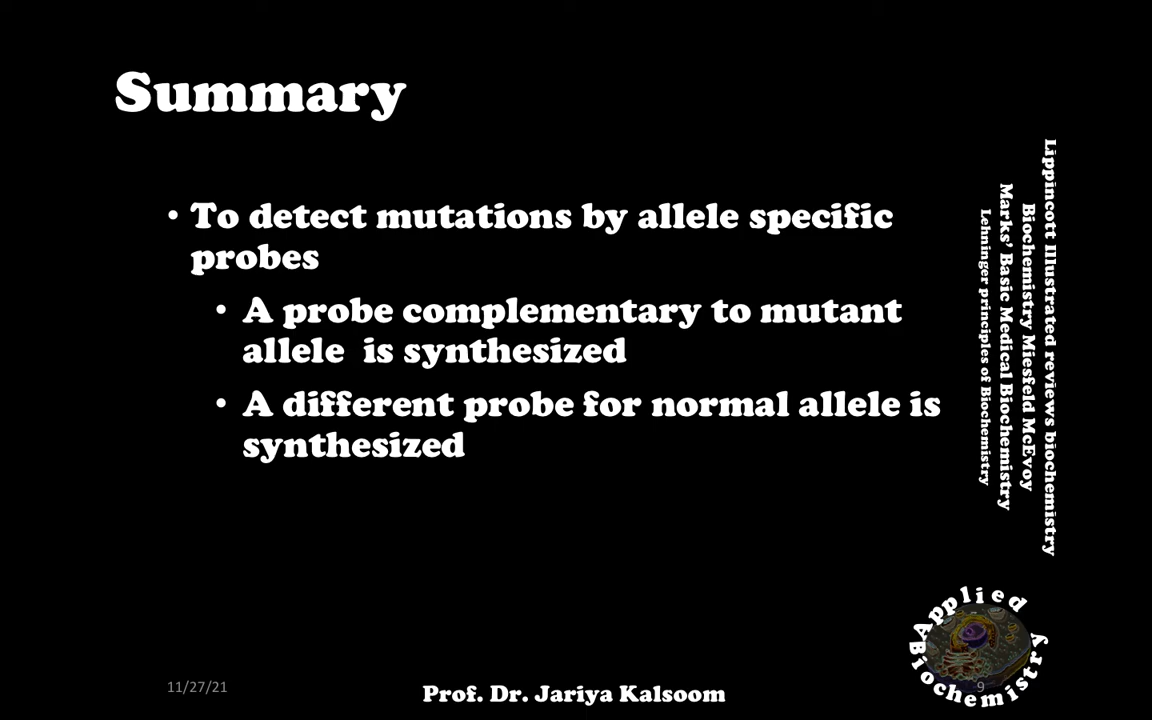 Summary
• To detect mutations by allele specific
probes
• A probe complementary to mutant
allele is synthesized
• A different probe for normal allele is
synthesized
Lippincott Illustrated reviews biochemistry
Biochemistry Miesfeld McEvoy
Marks' Basic Medical Biochemistry
Lehninger principles of Biochemistry
Applied
Biochemistry
11/27/21
Prof. Dr. Jariya Kalsoom
9